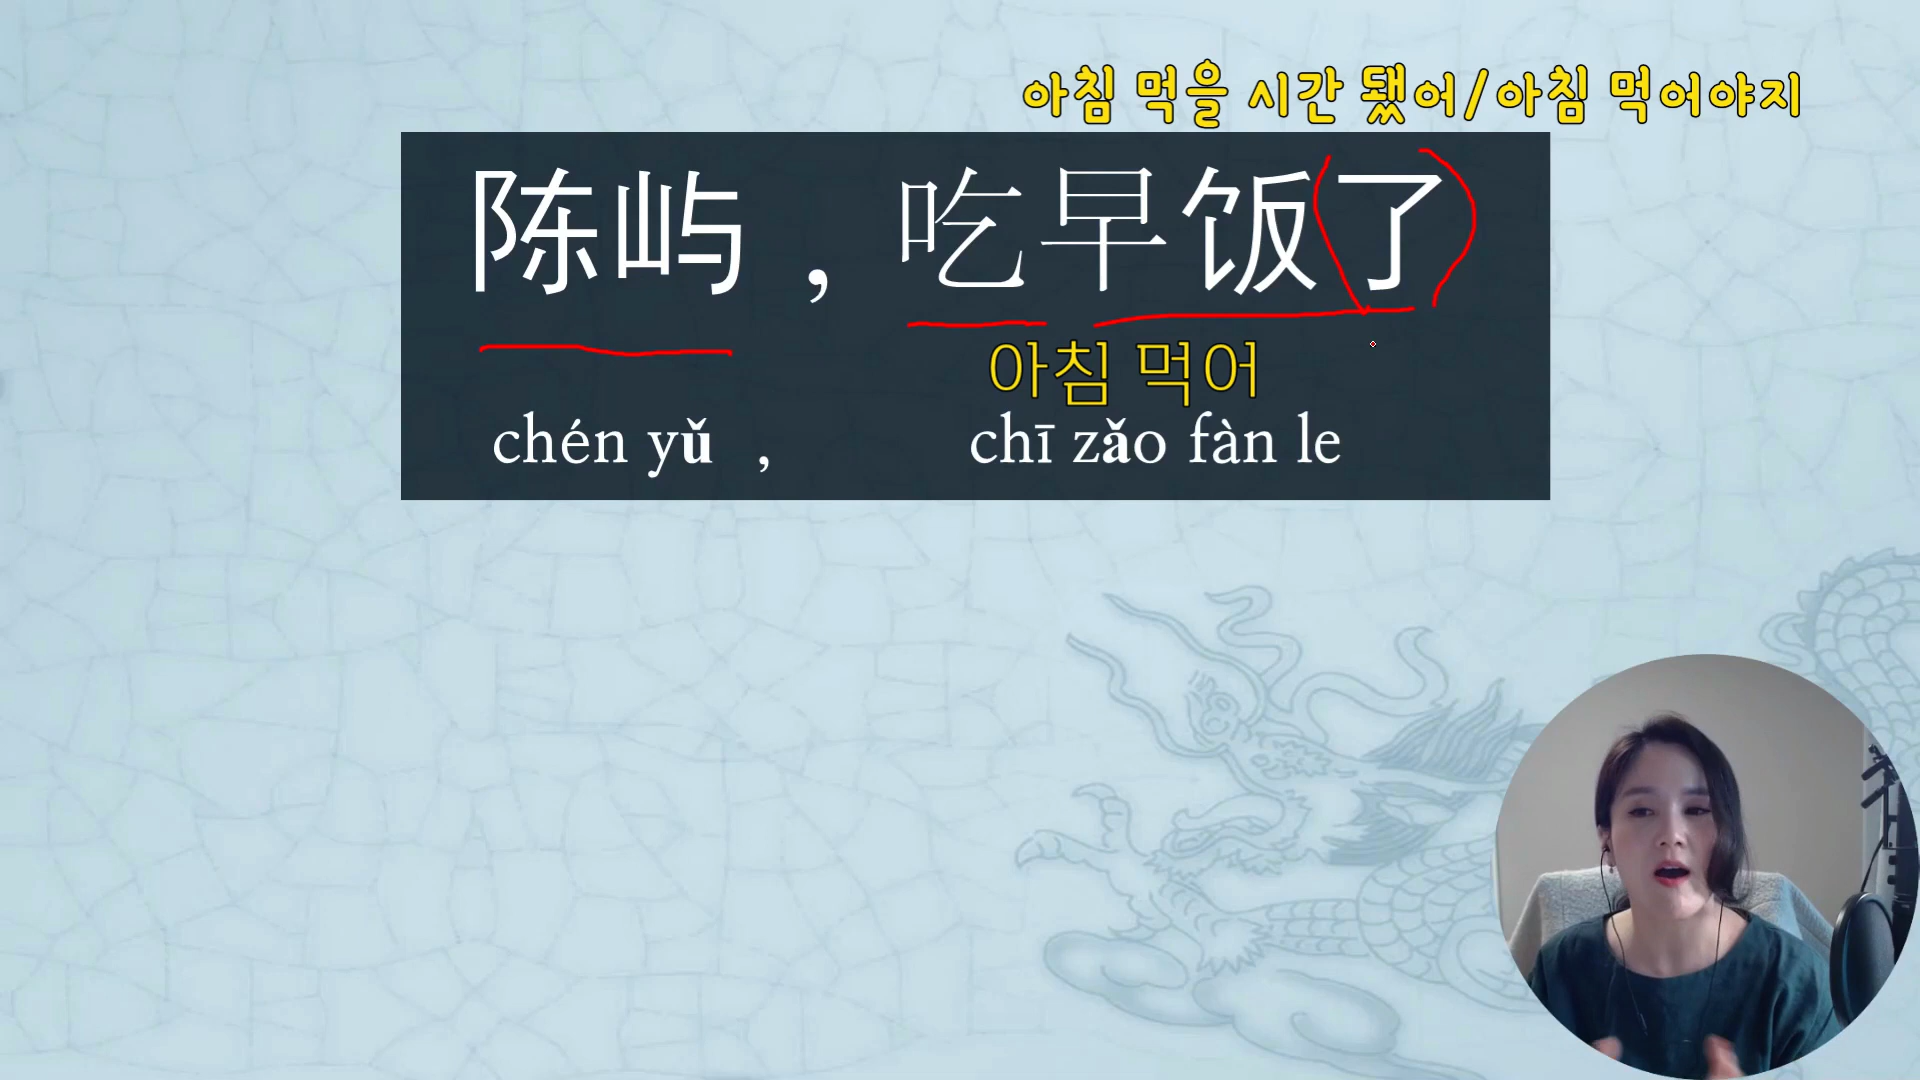 아침 먹을 시간 됐어/아침 먹어야지
陈屿，吃早饭了
아침 먹어
chén yǔ , chī zǎo fàn le